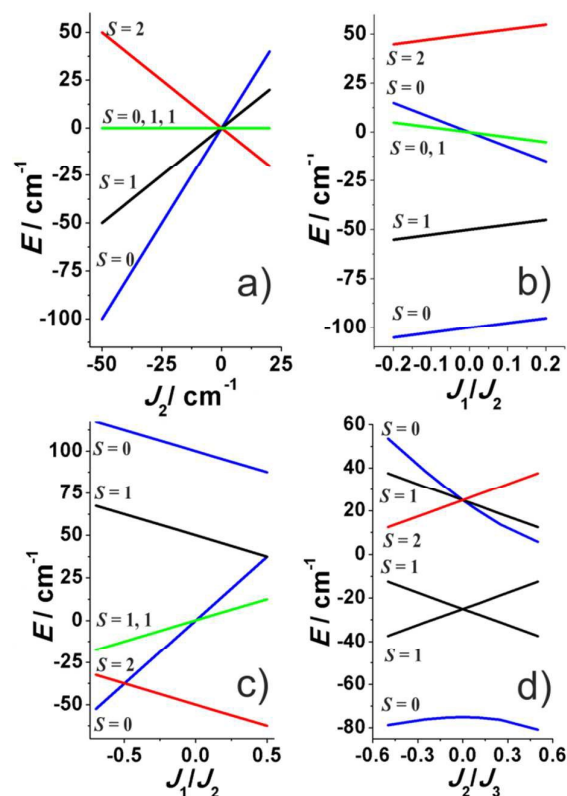 a)
E / cm⁻¹
50
25
0
-25
-50
-75
-100
S = 2
S = 0, 1, 1
S = 1
S = 0
-50
-25
0
25
J₂/ cm⁻¹
b)
E / cm⁻¹
50
0
-50
-100
S = 2
S = 0
S = 0, 1
S = 1
S = 0
-0.2
-0.1
0.0
0.1
0.2
J₁/J₂
c)
E / cm⁻¹
100
75
50
25
0
-25
-50
S = 0
S = 1
S = 1, 1
S = 2
S = 0
-0.5
0.0
0.5
J₁/J₂
d)
E / cm⁻¹
60
40
20
0
-20
-40
-60
-80
S = 0
S = 1
S = 2
S = 1
S = 1
S = 0
-0.6
-0.3
0.0
0.3
0.6
J₂/J₃